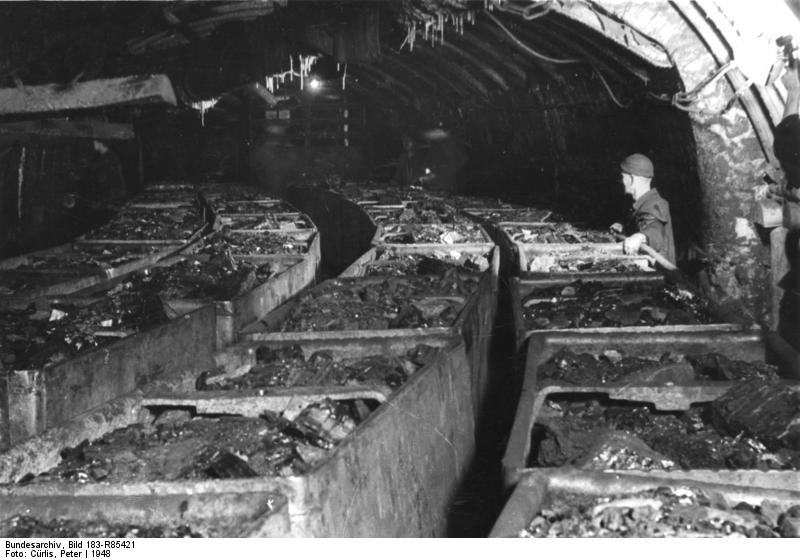 Bundesarchiv, Bild 183-R85421
Foto: Cürlis, Peter | 1948